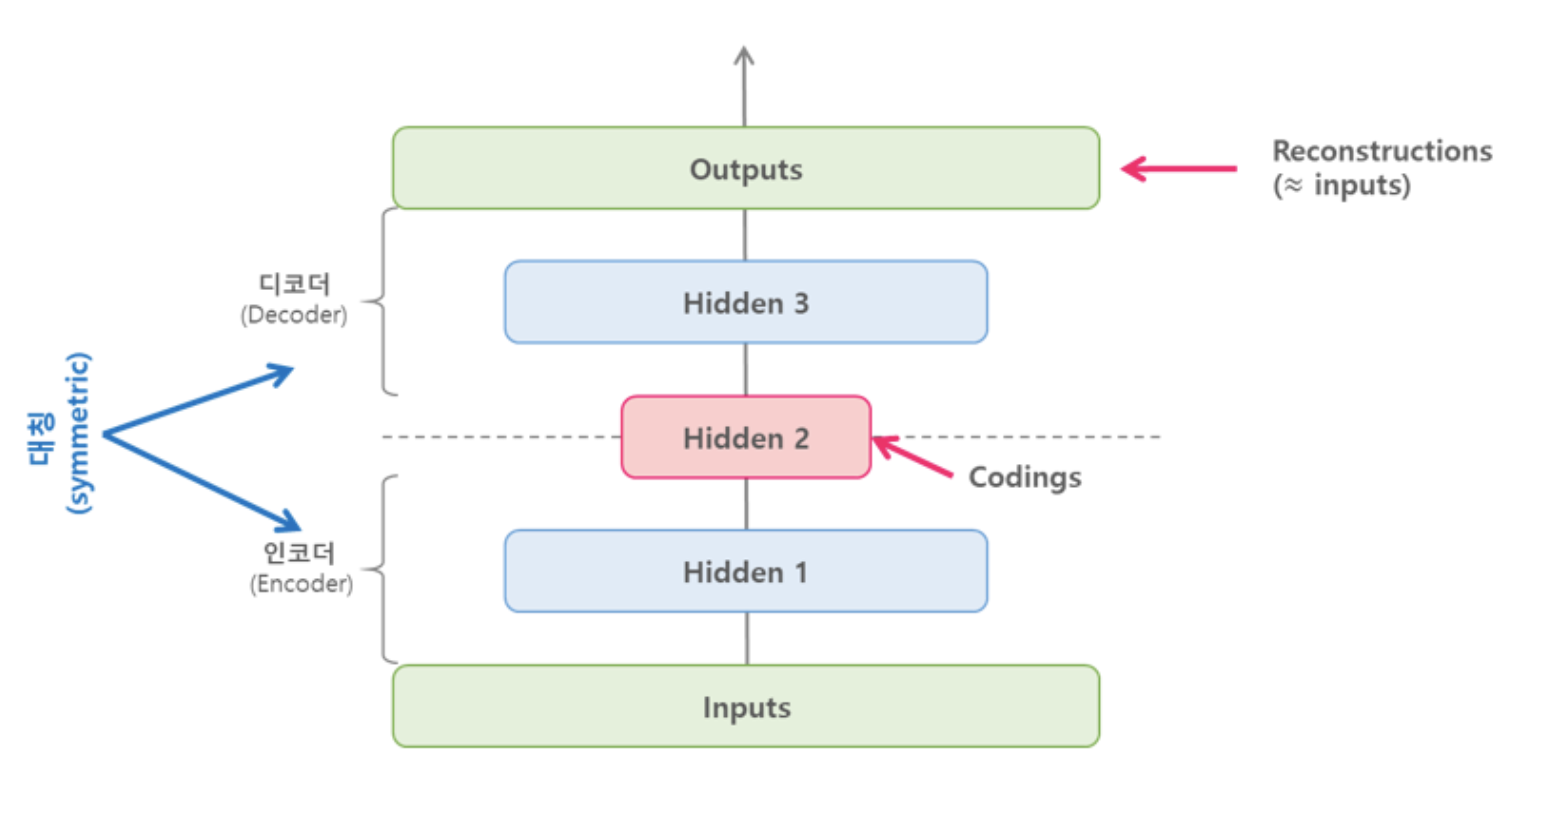 Outputs
Reconstructions
(≈ inputs)
디코더
(Decoder)
Hidden 3
대칭
(symmetric)
Hidden 2
Codings
인코더
(Encoder)
Hidden 1
Inputs